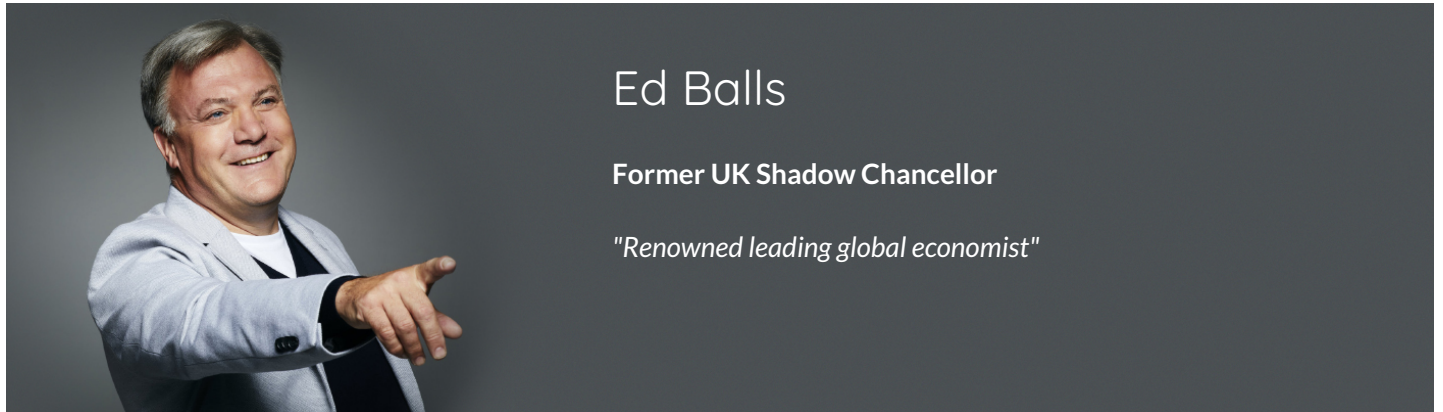 Ed Balls
Former UK Shadow Chancellor
"Renowned leading global economist"